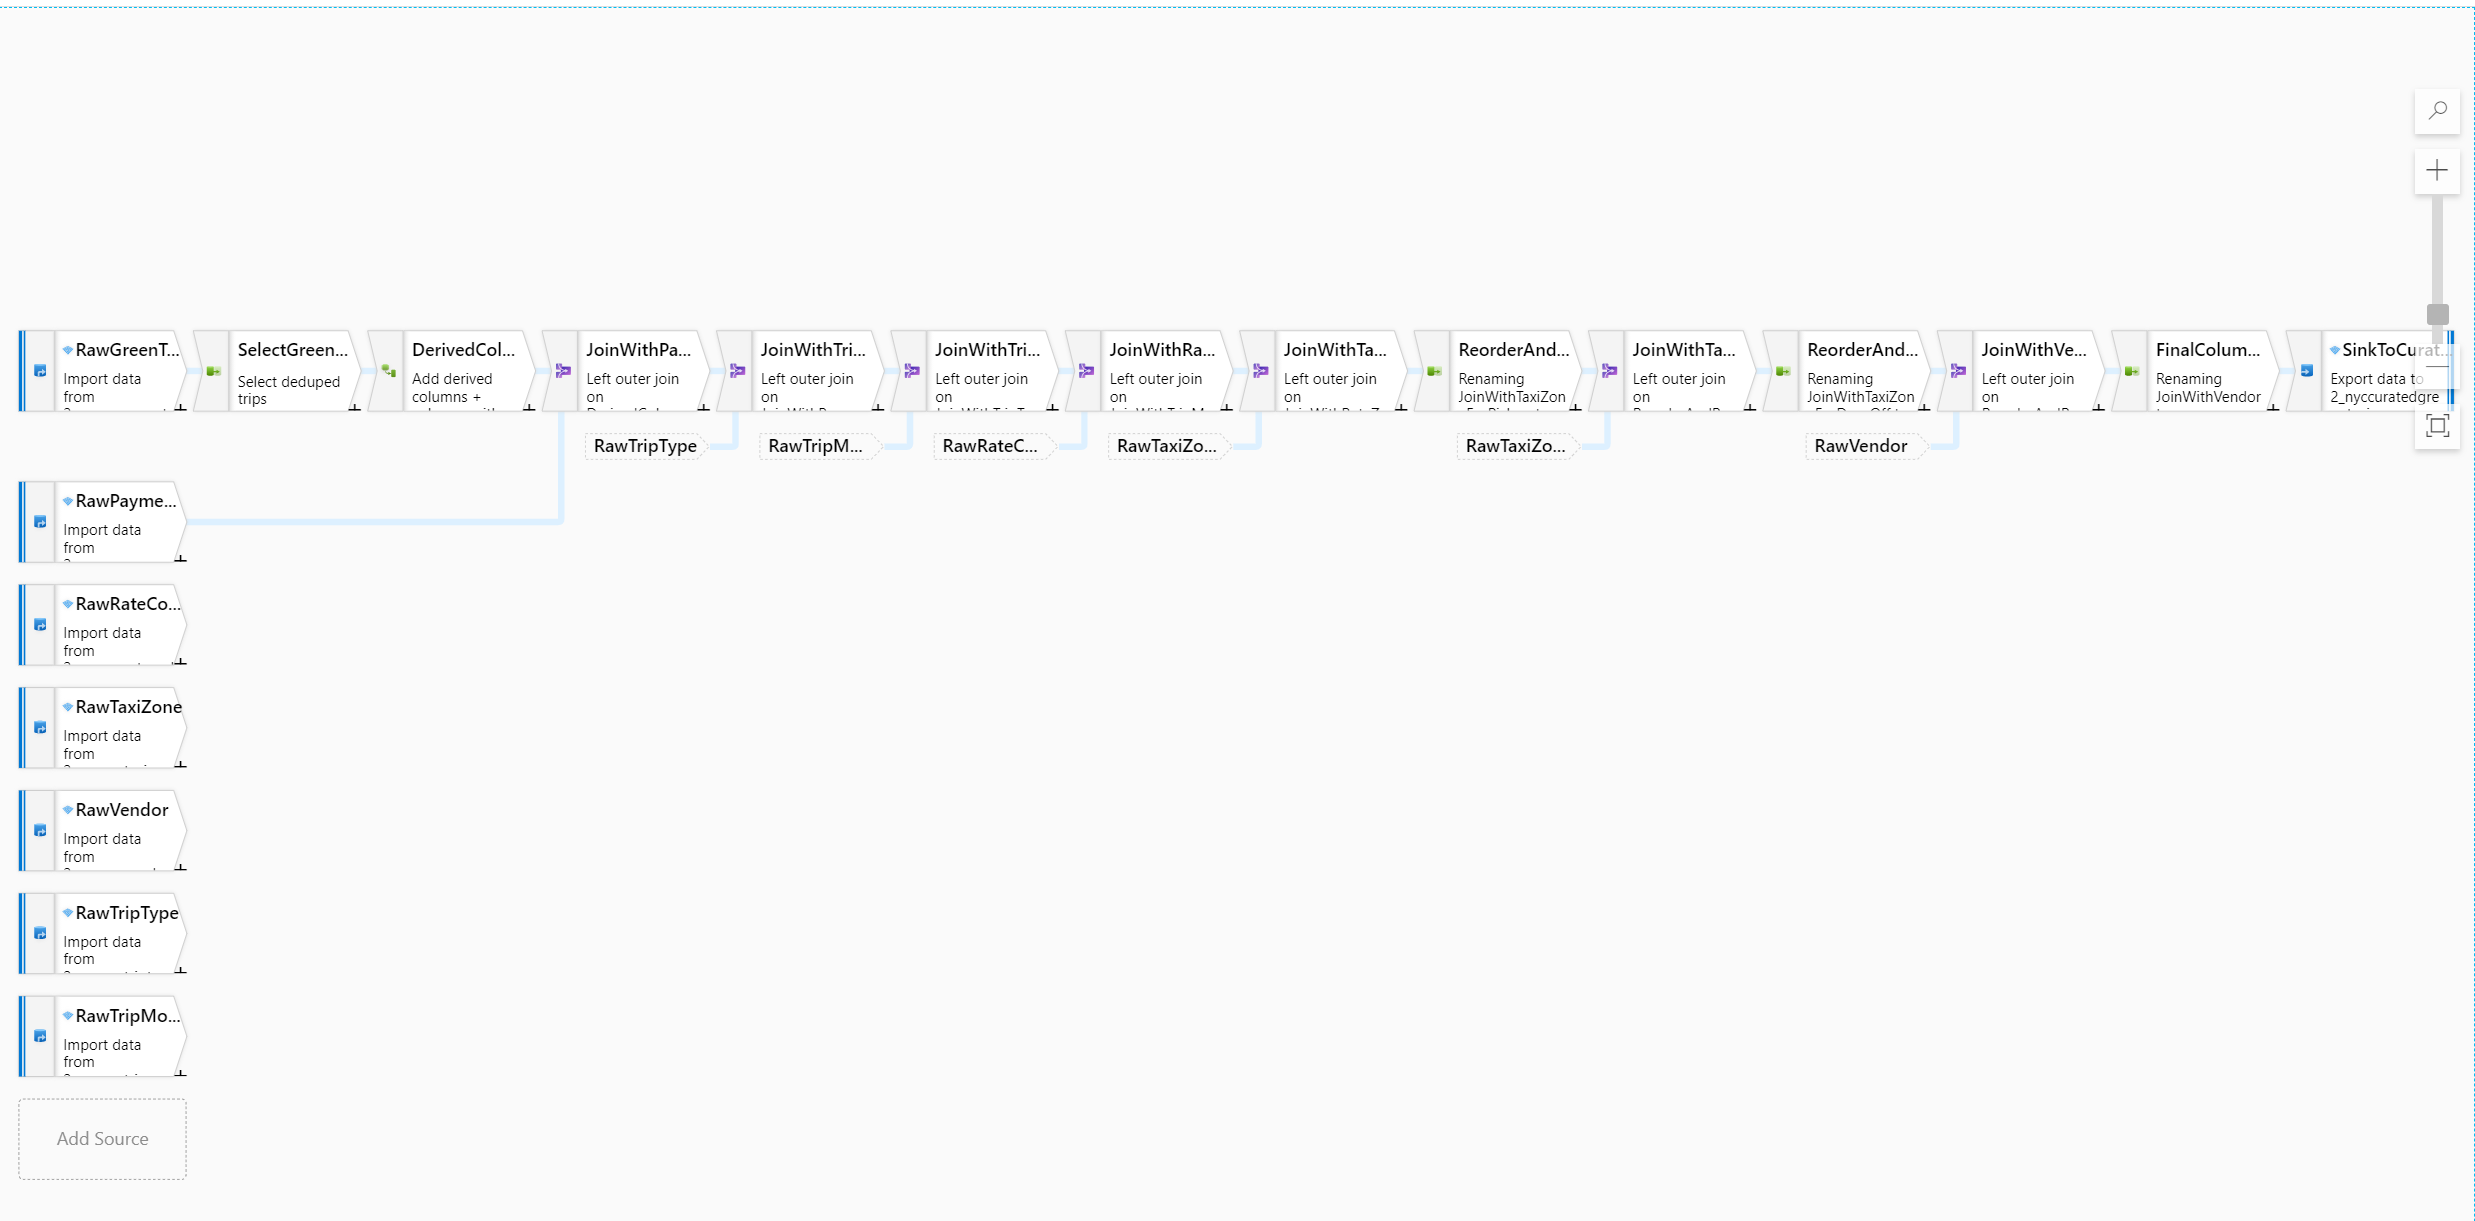 RawGreenT...
Import data
from
SelectGreen...
Select deduped
trips
DerivedCol...
Add derived
columns +
JoinWithPa...
Left outer join
on
JoinWithTri...
Left outer join
on
JoinWithTri...
Left outer join
on
JoinWithRa...
Left outer join
on
JoinWithTa...
Left outer join
on
ReorderAnd...
Renaming
JoinWithTaxiZon
JoinWithTa...
Left outer join
on
ReorderAnd...
Renaming
JoinWithTaxiZon
JoinWithVe...
Left outer join
on
FinalColum...
Renaming
JoinWithVendor
SinkToCurat...
Export data to
2_nyccuratedgre
RawTripType
RawTripM...
RawRateC...
RawTaxiZo...
RawTaxiZo...
RawVendor
RawPayme...
Import data
from
RawRateCo...
Import data
from
RawTaxiZone
Import data
from
RawVendor
Import data
from
RawTripType
Import data
from
RawTripMo...
Import data
from
Add Source